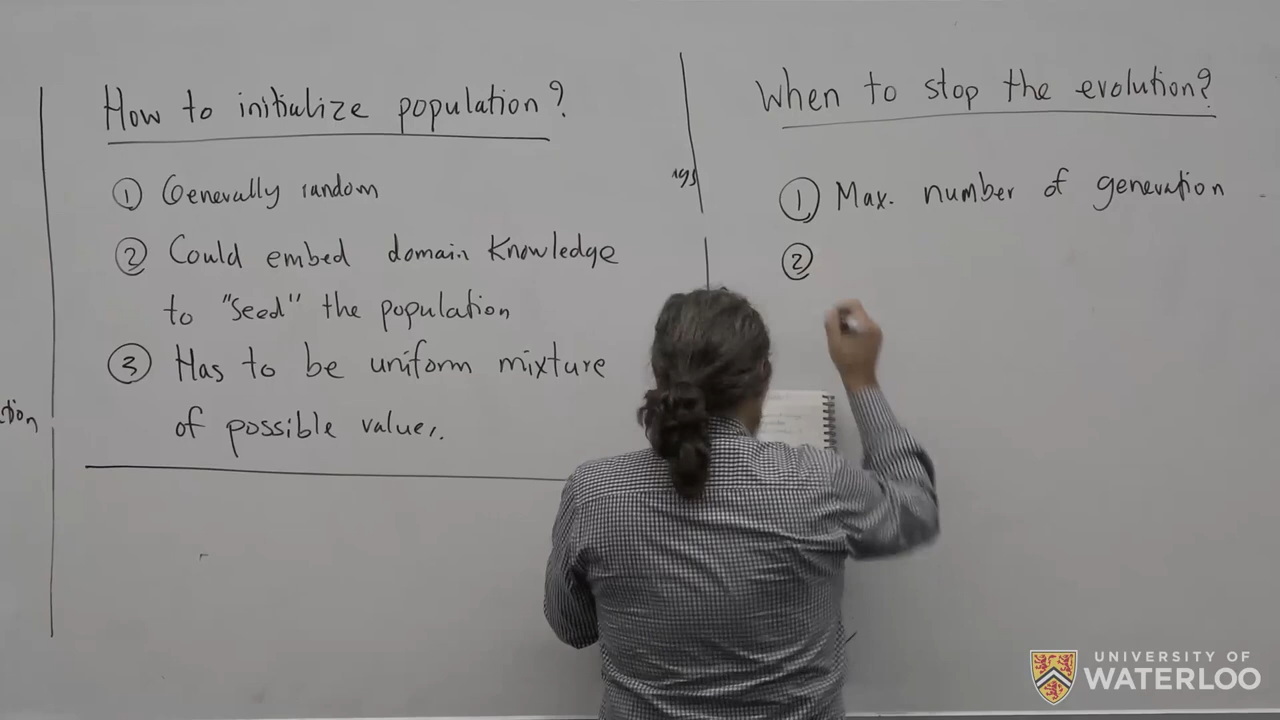 How to initialize population?
① Generally random
② Could embed domain Knowledge
to "seed" the population
③ Has to be uniform mixture
of possible values.
When to stop the evolution?
① Max. number of generation
②
UNIVERSITY OF
WATERLOO